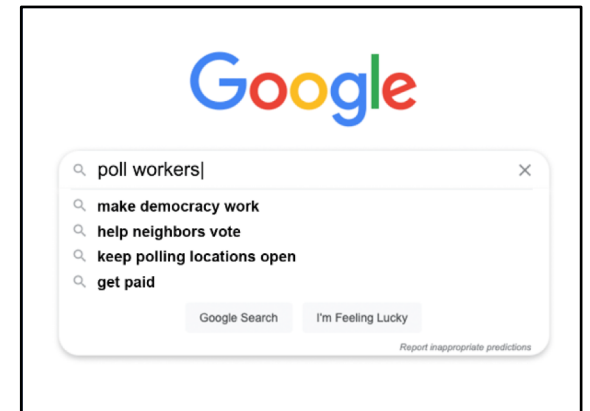 Google
poll workers
make democracy work
help neighbors vote
keep polling locations open
get paid
Google Search I'm Feeling Lucky
Report inappropriate predictions